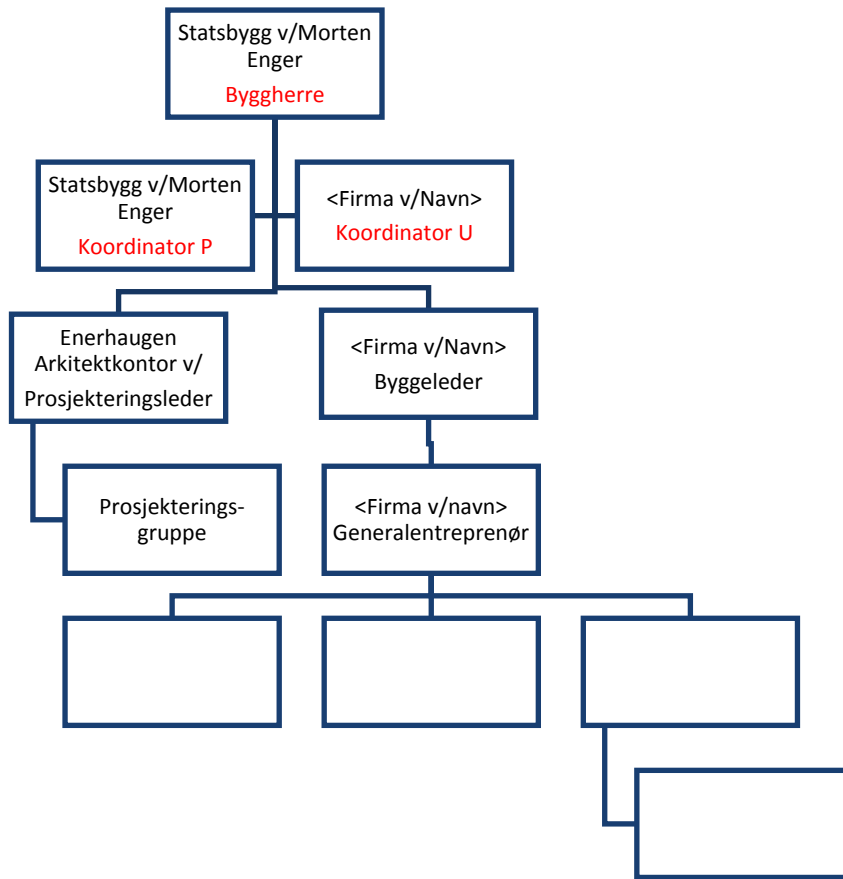 Statsbygg v/Morten
Enger
Byggherre
Statsbygg v/Morten
Enger
Koordinator P
<Firma v/Navn>
Koordinator U
Enerhaugen
Arkitektkontor v/
Prosjekteringsleder
<Firma v/Navn>
Byggeleder
Prosjekterings-
gruppe
<Firma v/navn>
Generalentreprenør